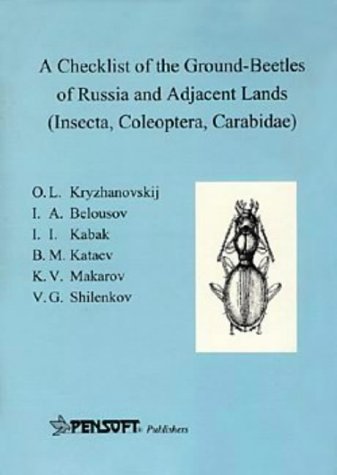 A Checklist of the Ground-Beetles
of Russia and Adjacent Lands
(Insecta, Coleoptera, Carabidae)
O. L. Kryzhanovskij
I. A. Belousov
I. I. Kabak
B. M. Kataev
K. V. Makarov
V. G. Shilenkov
PENSOFT® Publishers